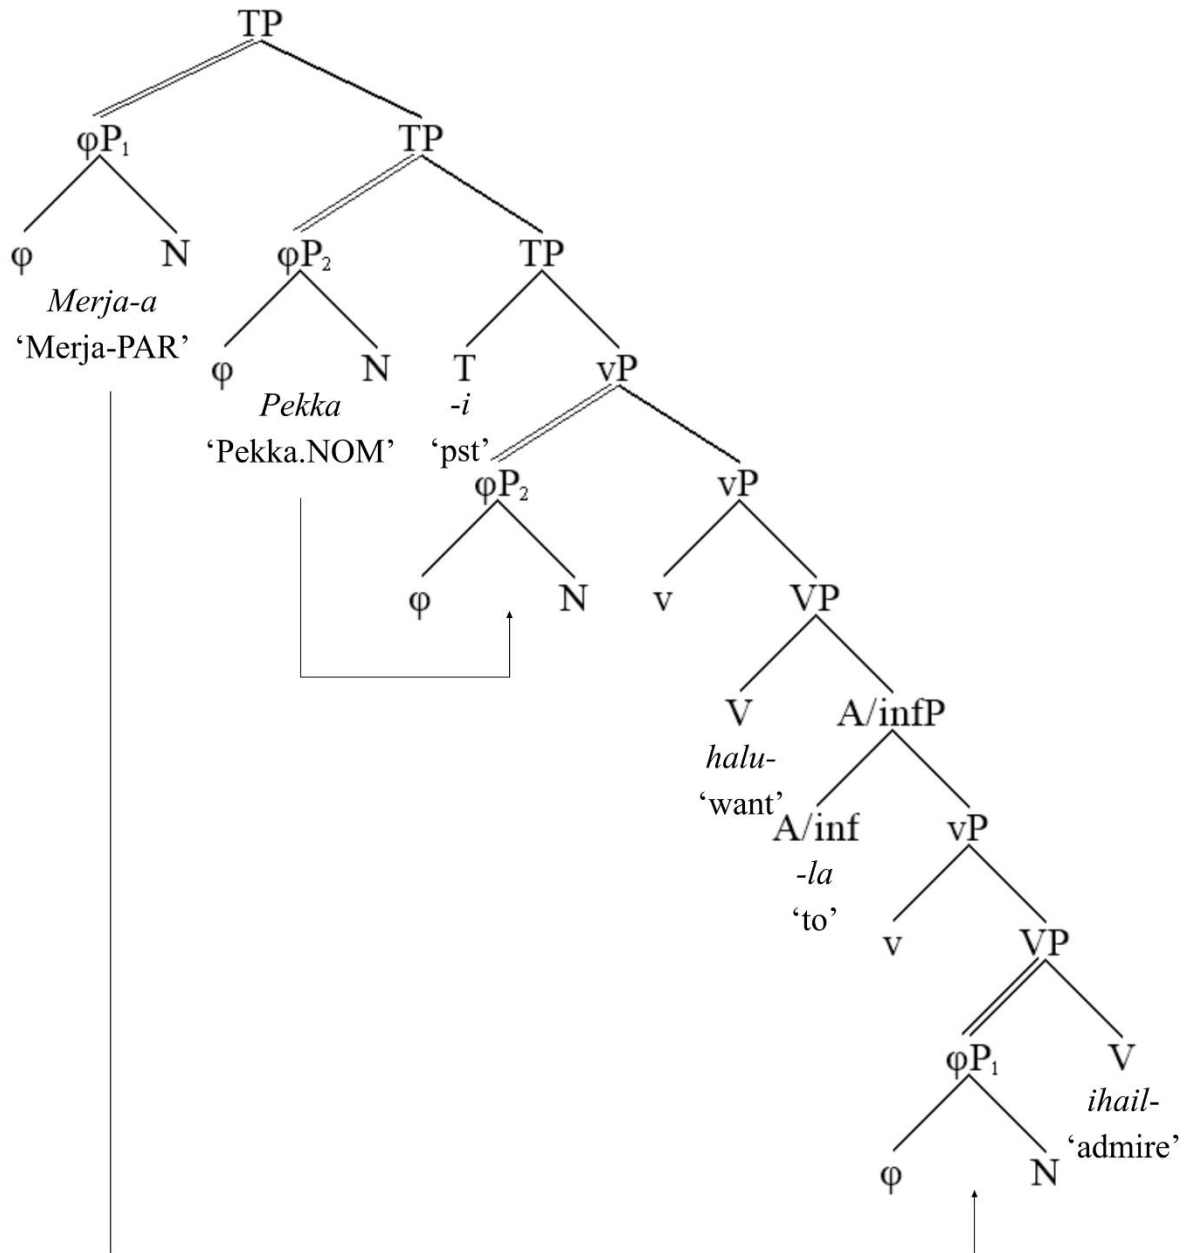 TP
φP₁ TP
φ N φP₂ TP
Merja-a
‘Merja-PAR’ φ N T vP
Pekka -i
‘Pekka.NOM’ ‘pst’
φP₂ vP
φ N v VP
V A/infP
halu-
‘want’
A/inf vP
-la
‘to’
v VP
φP₁ V
ihail-
‘admire’
φ N